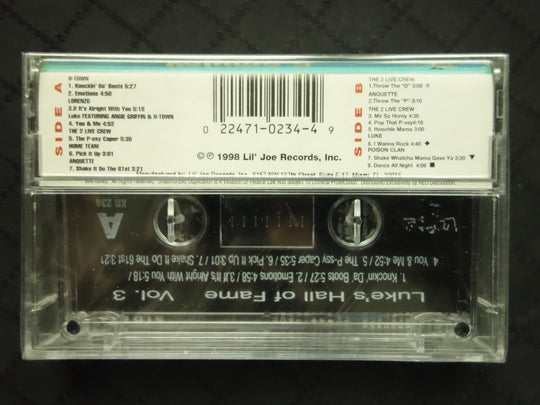 SIDE A
H-TOWN
1. Knockin' Da' Boots 5:27
2. Emotions 4:58
LORENZO
3.If It's Alright With You 5:18
Luke FEATURING ANGIE GRIFFIN & H-TOWN
4. You & Me 4:52
THE 2 LIVE CREW
5. The P-ssy Caper 5:35
HOME TEAM
6. Pick It Up 3:01
ANQUETTE
7. Shake It Do The 61st 3:21
0 22471-0234-4 9
℗© 1998 Lil' Joe Records, Inc.
SIDE B
THE 2 LIVE CREW
1.Throw The "D" 3:08
ANQUETTE
2.Throw The "P" 3:10
THE 2 LIVE CREW
3. Me So Horny 4:36
4. Pop That P-ssy4:18
5. Hoochie Mama 3:00
LUKE
6. I Wanna Rock 4:40
POISON CLAN
7. Shake Whatcha Mama Gave Ya 3:20
8. Dance All Night 4:08
A
XR 234
Luke's Hall of Fame Vol. 3
1. Knockin' Da' Boots 5:27 / 2. Emotions 4:58 / 3.If It's Alright With You 5:18 /
4. You & Me 4:52 / 5. The P-ssy Caper 5:35 / 6. Pick It Up 3:01 / 7. Shake It Do The 61st 3:21